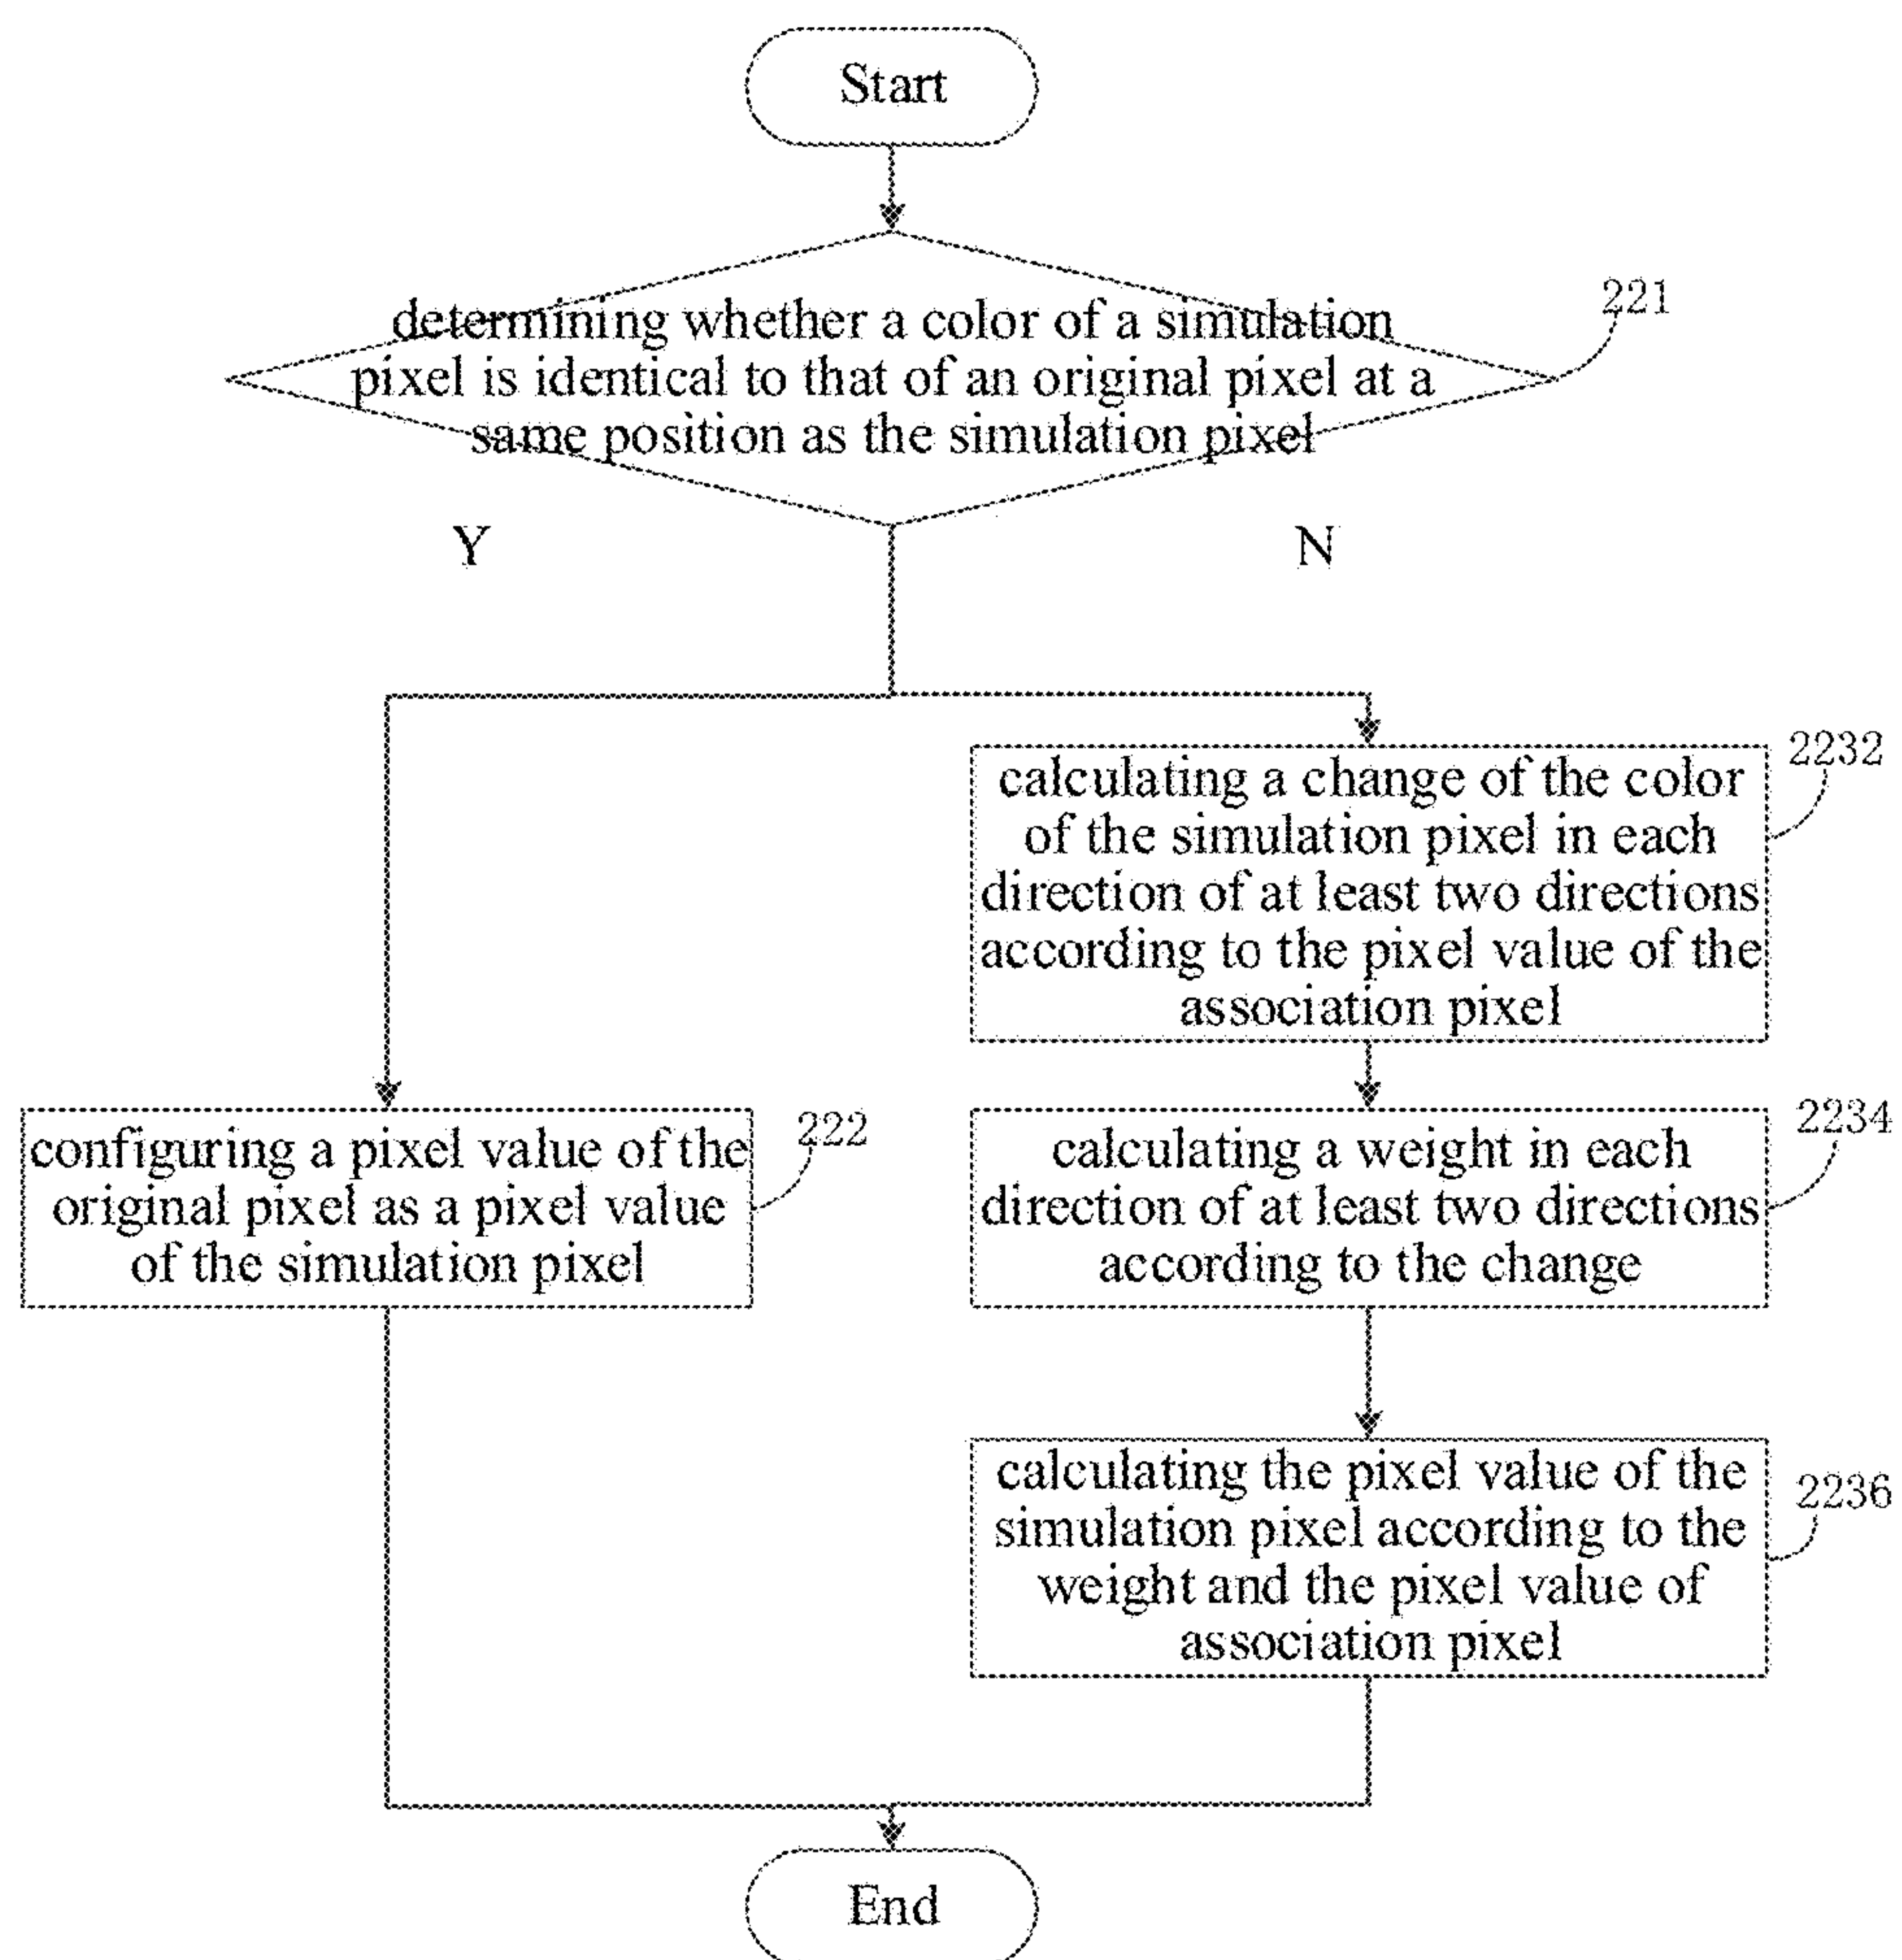 Start
determining whether a color of a simulation
pixel is identical to that of an original pixel at a
same position as the simulation pixel
221
Y
N
calculating a change of the color
of the simulation pixel in each
direction of at least two directions
according to the pixel value of the
association pixel
2232
configuring a pixel value of the
original pixel as a pixel value
of the simulation pixel
222
calculating a weight in each
direction of at least two directions
according to the change
2234
calculating the pixel value of the
simulation pixel according to the
weight and the pixel value of
association pixel
2236
End